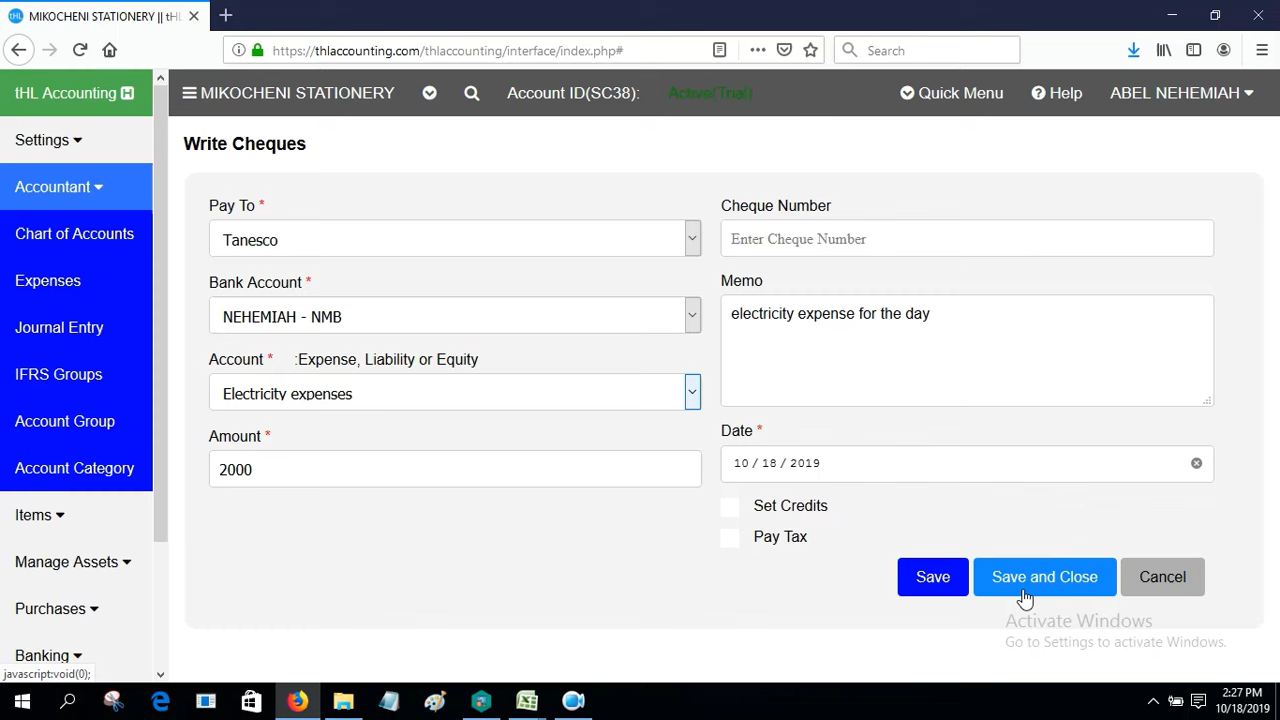 MIKOCHENI STATIONERY || tHL
https://thlaccounting.com/thlaccounting/interface/index.php#
Search
tHL Accounting
MIKOCHENI STATIONERY
Account ID(SC38):
Active(Trial)
Quick Menu
Help
ABEL NEHEMIAH
Settings
Accountant
Chart of Accounts
Expenses
Journal Entry
IFRS Groups
Account Group
Account Category
Items
Manage Assets
Purchases
Banking
javascript:void(0);
Write Cheques
Pay To *
Tanesco
Bank Account *
NEHEMIAH - NMB
Account * :Expense, Liability or Equity
Electricity expenses
Amount *
2000
Cheque Number
Enter Cheque Number
Memo
electricity expense for the day
Date *
10 / 18 / 2019
Set Credits
Pay Tax
Save
Save and Close
Cancel
Activate Windows
Go to Settings to activate Windows.
2:27 PM
10/18/2019